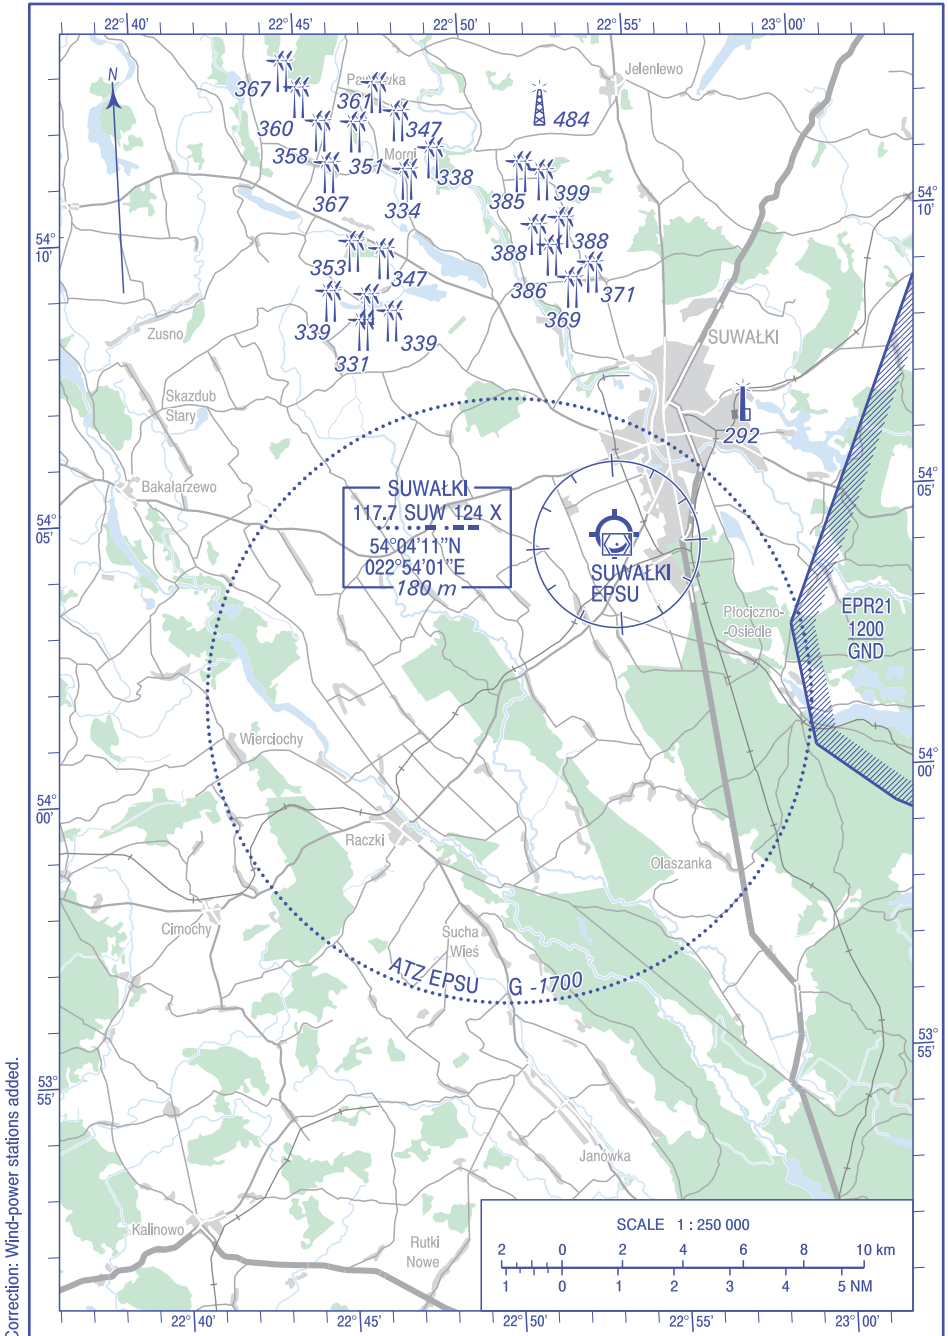 22° 40' 22° 45' 22° 50' 22° 55' 23° 00'
N
Jeleniewo
367
361
484
360
347
358
351
Morgi
338
385
399
367
334
54°
10'
54°
10'
388
388
353
347
386
371
369
339
339
331
Zusno
SUWAŁKI
Skazdub
Stary
292
Bakałarzewo
54°
05'
SUWAŁKI
117.7 SUW 124 X
54°04'11"N
022°54'01"E
180 m
54°
05'
SUWAŁKI
EPSU
Płociczno-
-Osiedle
EPR21
1200
GND
Wierciochy
54°
00'
54°
00'
Raczki
Olaszanka
Cimochy
Sucha
Wieś
ATZ EPSU G -1700
53°
55'
53°
55'
Janówka
Kalinowo
Rutki
Nowe
SCALE 1 : 250 000
2 0 2 4 6 8 10 km
1 0 1 2 3 4 5 NM
22° 40' 22° 45' 22° 50' 22° 55' 23° 00'
Correction: Wind-power stations added.